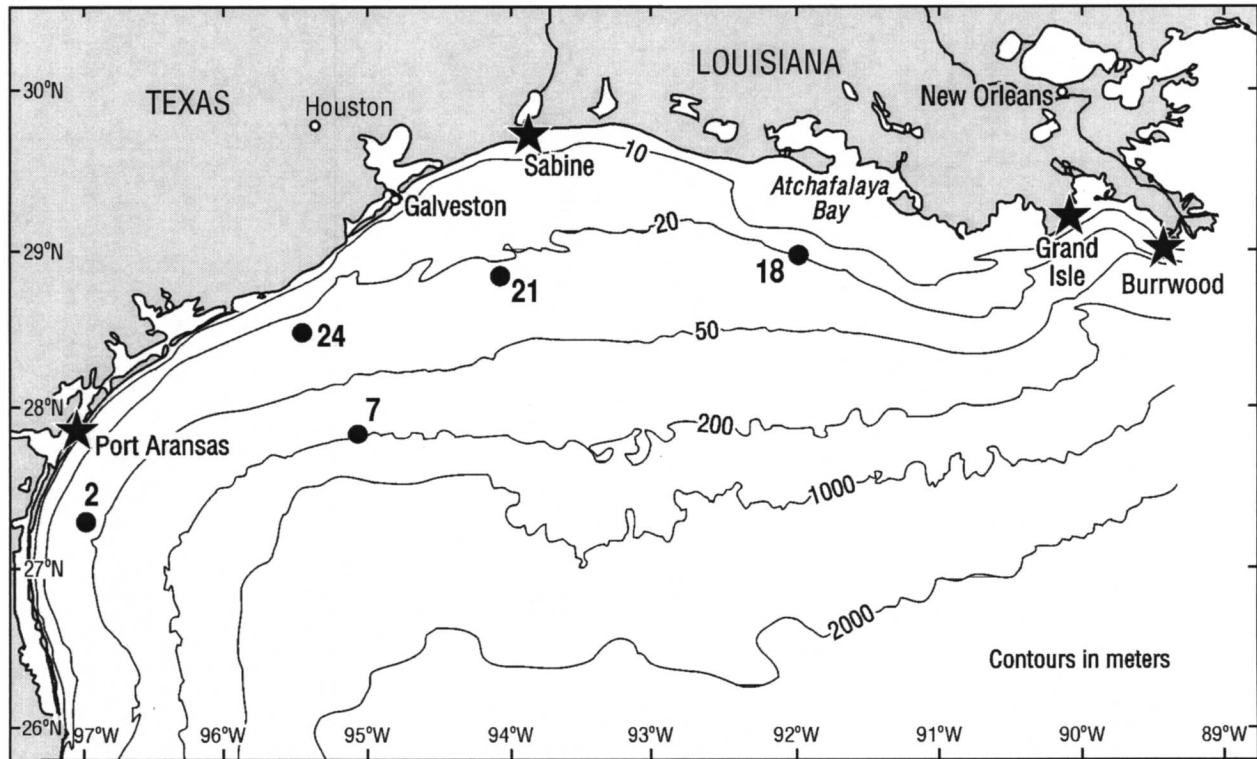 LOUISIANA
30°N
TEXAS
Houston
New Orleans
Sabine
10
Atchafalaya
Bay
Galveston
20
29°N
18
Grand
Isle
21
Burrwood
24
50
28°N
7
200
Port Aransas
2
1000
27°N
2000
Contours in meters
26°N
97°W
96°W
95°W
94°W
93°W
92°W
91°W
90°W
89°W